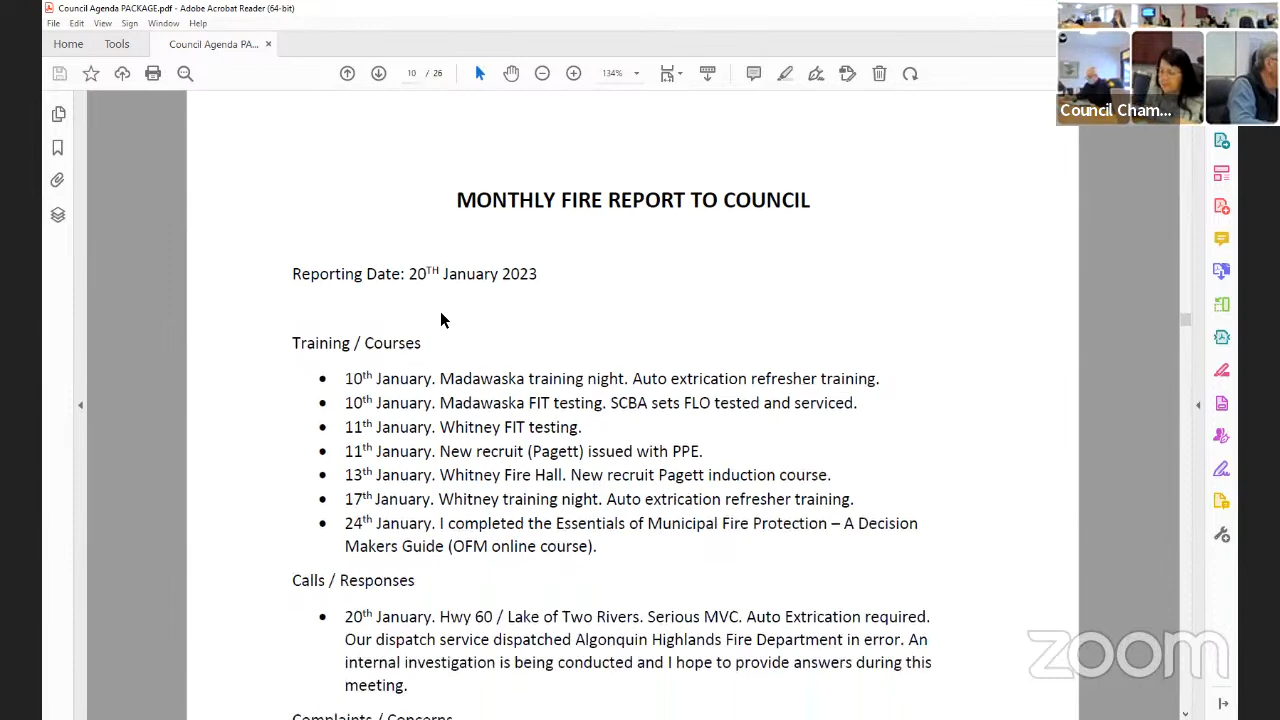 Council Agenda PACKAGE.pdf - Adobe Acrobat Reader (64-bit)
File Edit View Sign Window Help
Home Tools Council Agenda PA... ×
10 / 26 134%
Council Cham...
MONTHLY FIRE REPORT TO COUNCIL
Reporting Date: 20TH January 2023
Training / Courses
• 10th January. Madawaska training night. Auto extrication refresher training.
• 10th January. Madawaska FIT testing. SCBA sets FLO tested and serviced.
• 11th January. Whitney FIT testing.
• 11th January. New recruit (Pagett) issued with PPE.
• 13th January. Whitney Fire Hall. New recruit Pagett induction course.
• 17th January. Whitney training night. Auto extrication refresher training.
• 24th January. I completed the Essentials of Municipal Fire Protection – A Decision
Makers Guide (OFM online course).
Calls / Responses
• 20th January. Hwy 60 / Lake of Two Rivers. Serious MVC. Auto Extrication required.
Our dispatch service dispatched Algonquin Highlands Fire Department in error. An
internal investigation is being conducted and I hope to provide answers during this
meeting.
Complaints / Concerns
zoom